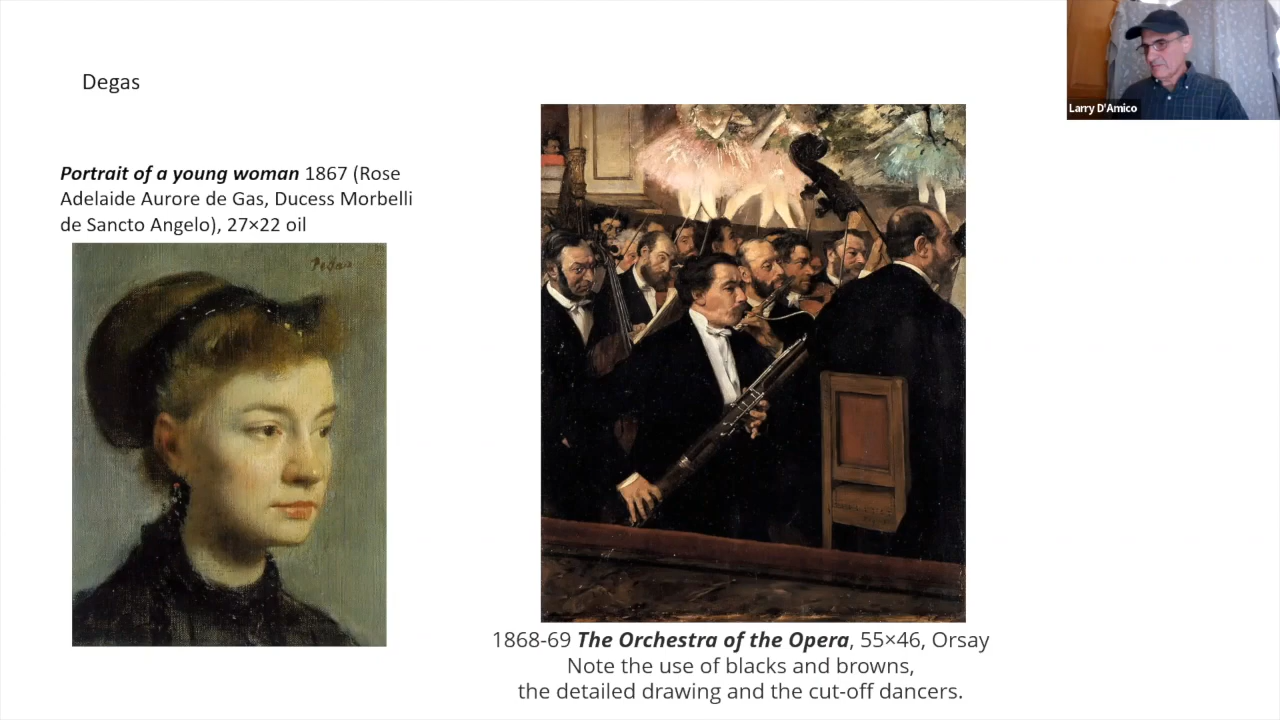 Degas
Larry D'Amico
Portrait of a young woman 1867 (Rose
Adelaide Aurore de Gas, Ducess Morbelli
de Sancto Angelo), 27×22 oil
Degas
1868-69 The Orchestra of the Opera, 55×46, Orsay
Note the use of blacks and browns,
the detailed drawing and the cut-off dancers.